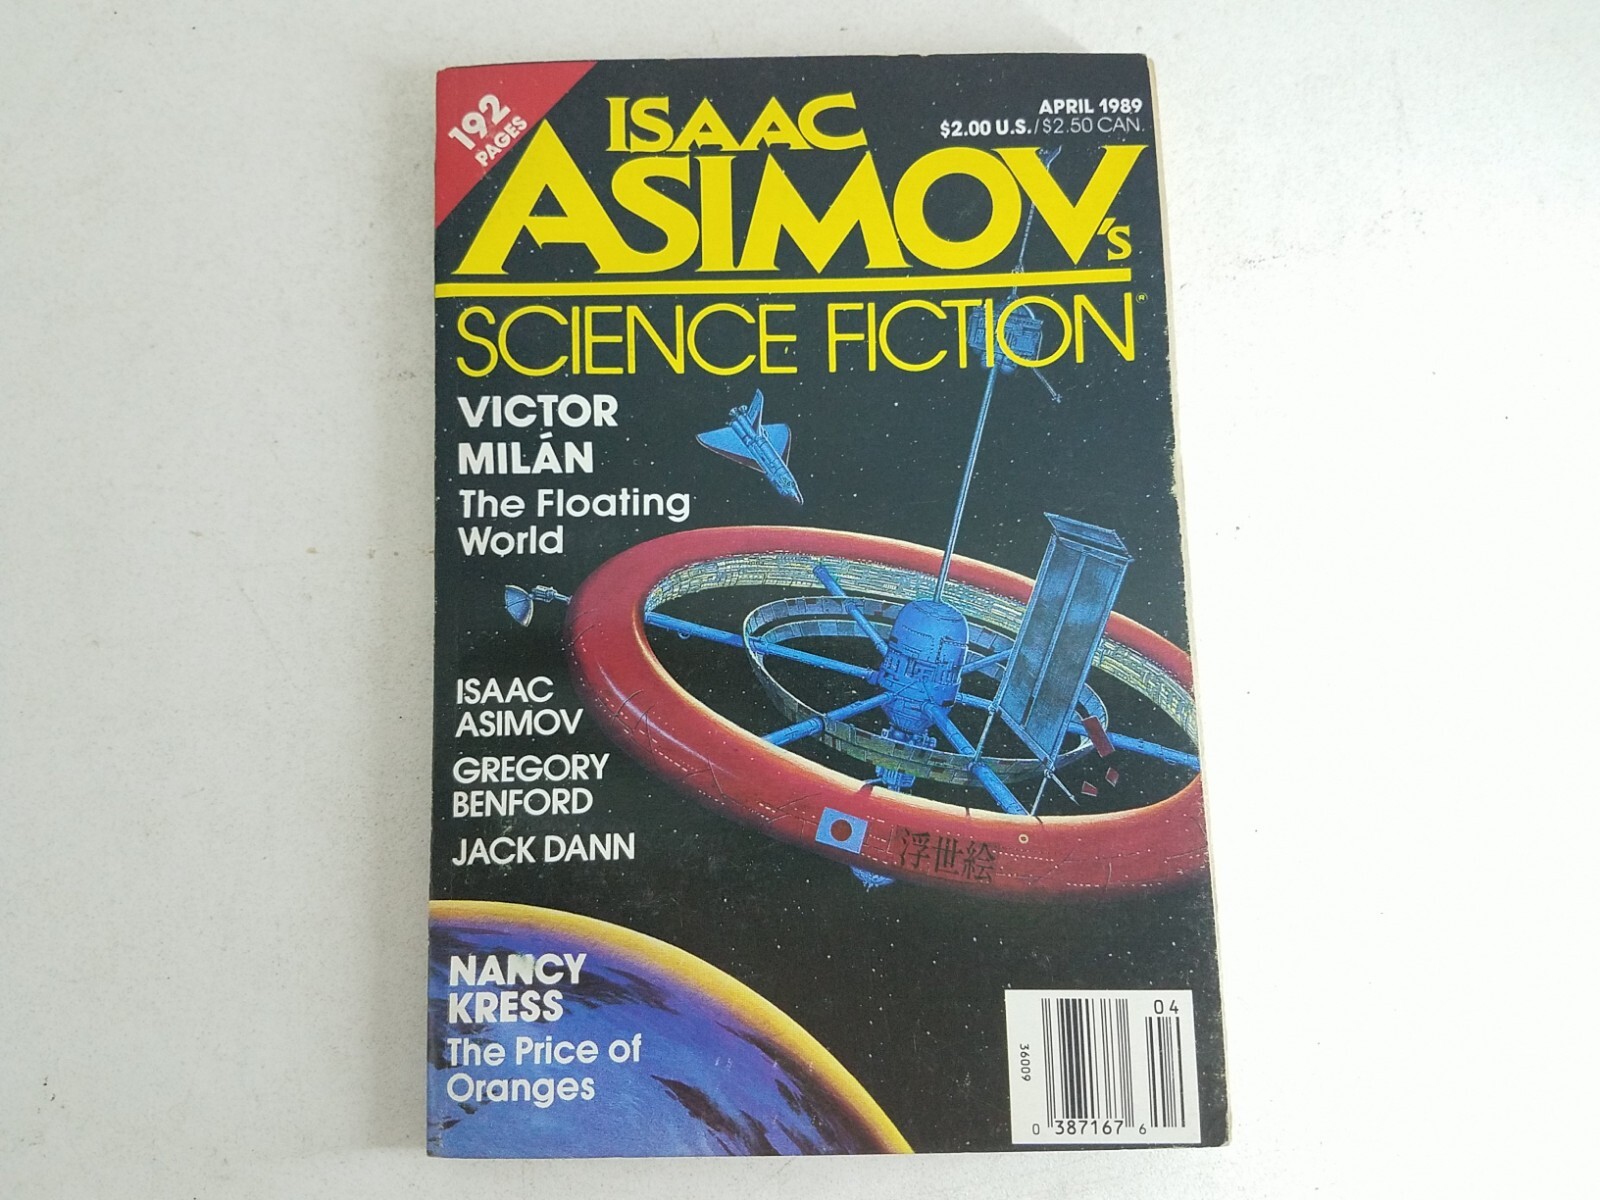 192
PAGES
APRIL 1989
$2.00 U.S./$2.50 CAN.
ISAAC
ASIMOV's
SCIENCE FICTION®
VICTOR
MILÁN
The Floating
World
ISAAC
ASIMOV
GREGORY
BENFORD
JACK DANN
浮世絵
NANCY
KRESS
The Price of
Oranges
04
36009
0 387167 6